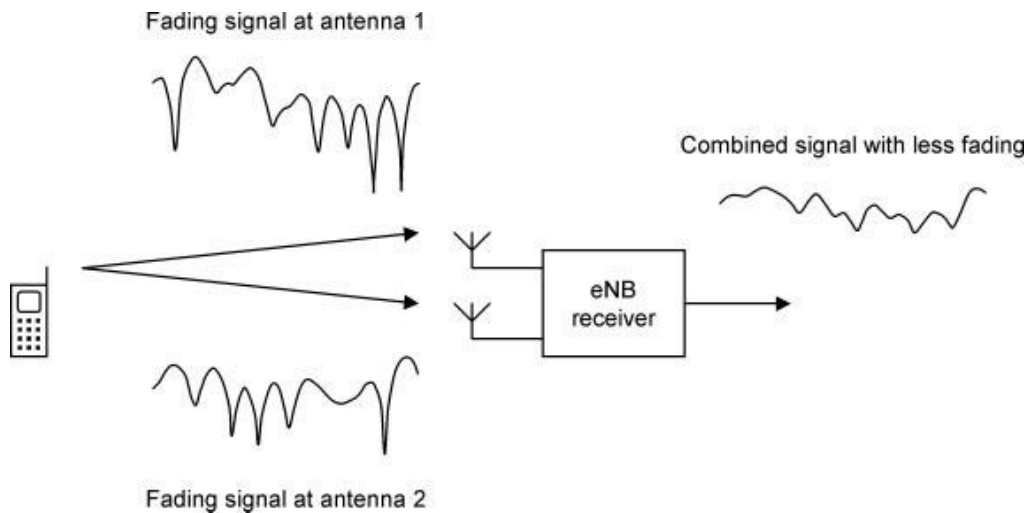 Fading signal at antenna 1
Combined signal with less fading
eNB
receiver
Fading signal at antenna 2